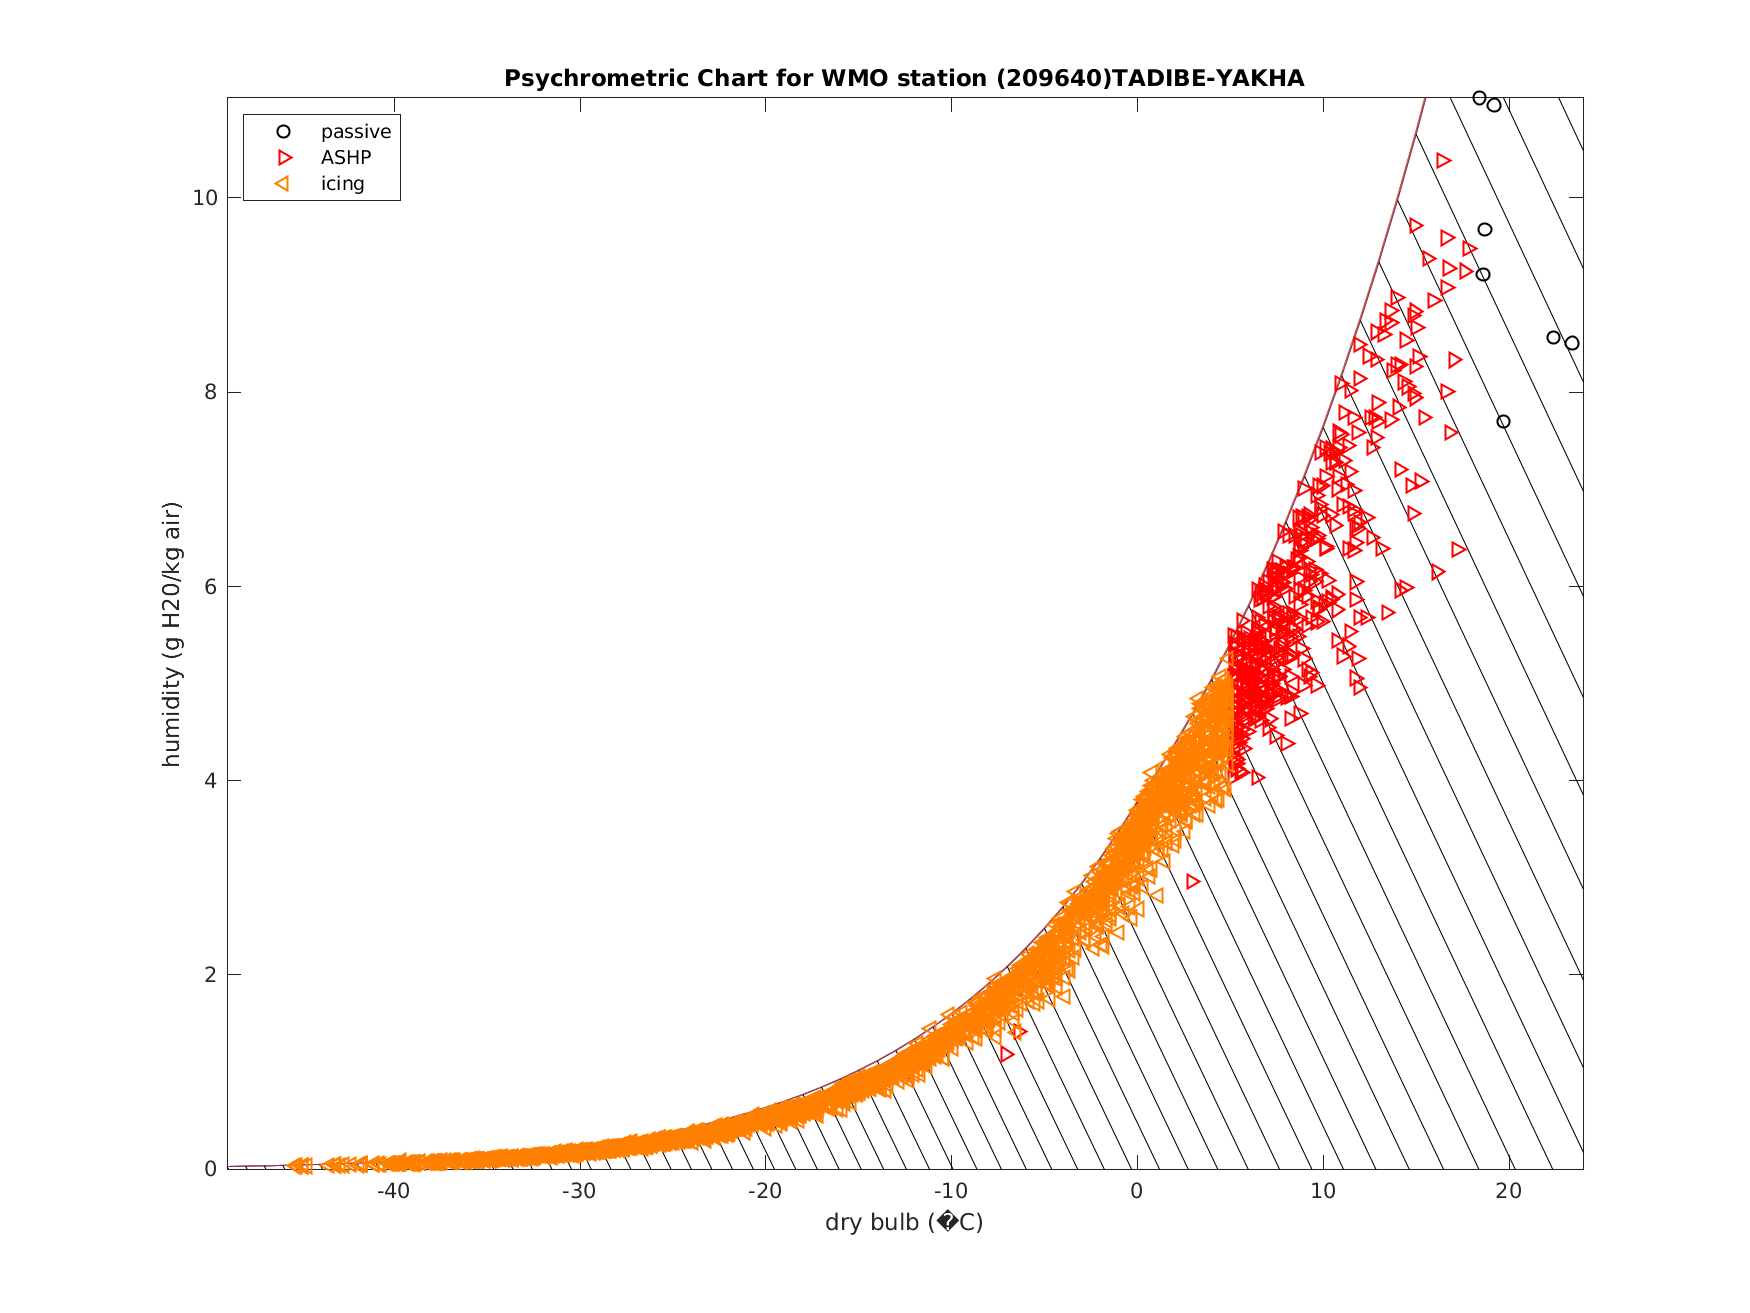 Psychrometric Chart for WMO station (209640)TADIBE-YAKHA
passive
ASHP
icing
humidity (g H20/kg air)
10
8
6
4
2
0
-40 -30 -20 -10 0 10 20
dry bulb (�C)